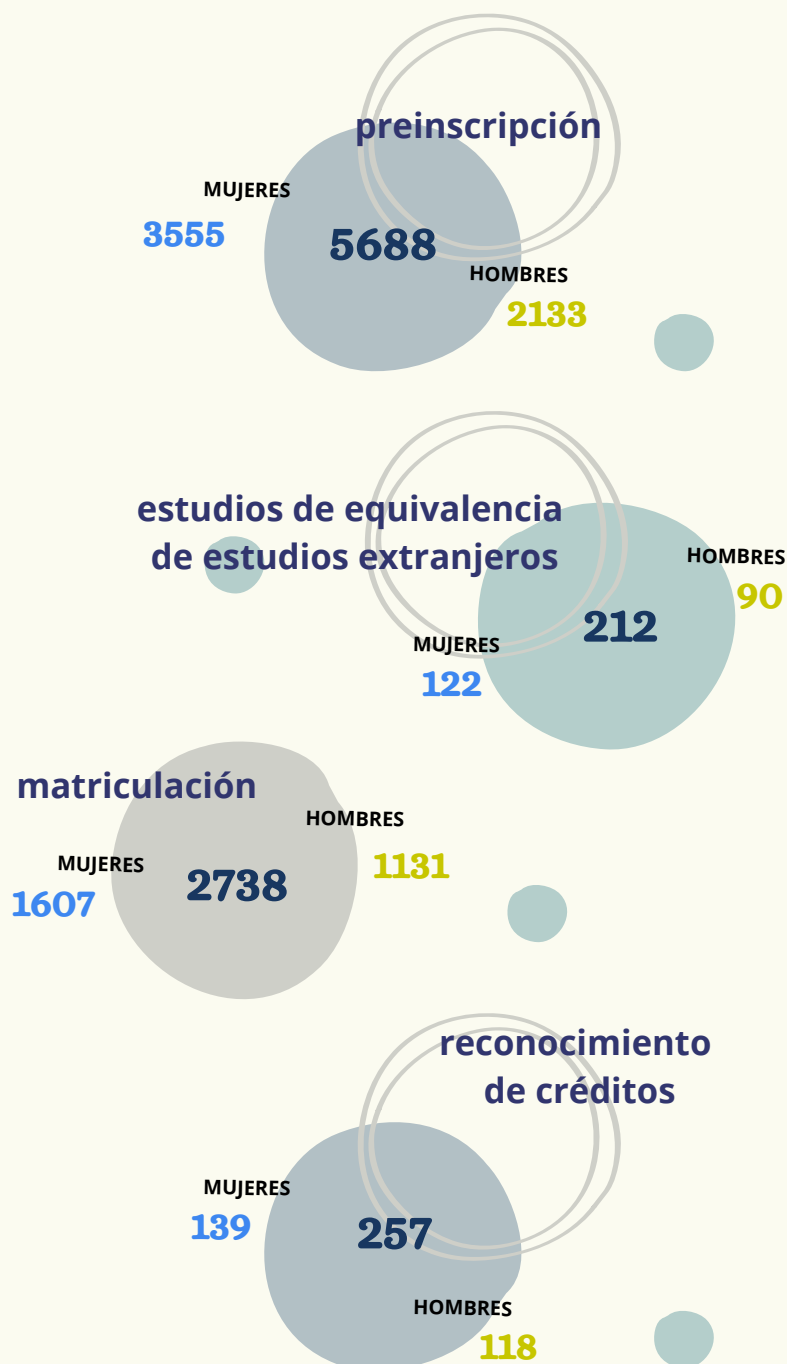 preinscripción
MUJERES
3555
5688
HOMBRES
2133
estudios de equivalencia
de estudios extranjeros
HOMBRES
90
212
MUJERES
122
matriculación
HOMBRES
1131
MUJERES
1607
2738
reconocimiento
de créditos
MUJERES
139
257
HOMBRES
118